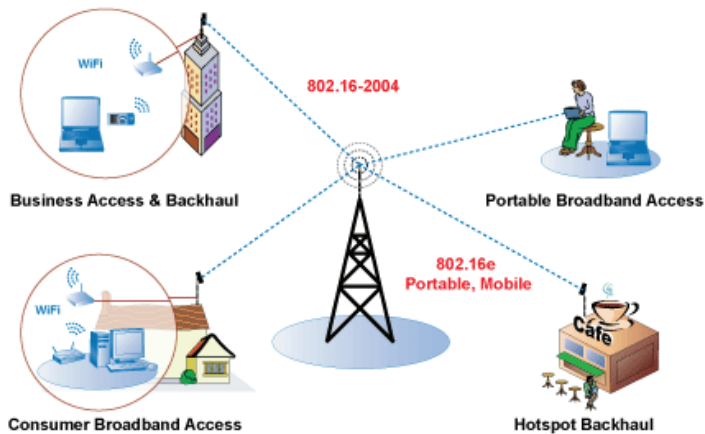 WiFi
802.16-2004
Business Access & Backhaul
Portable Broadband Access
802.16e
Portable, Mobile
WiFi
Cafe
Consumer Broadband Access
Hotspot Backhaul